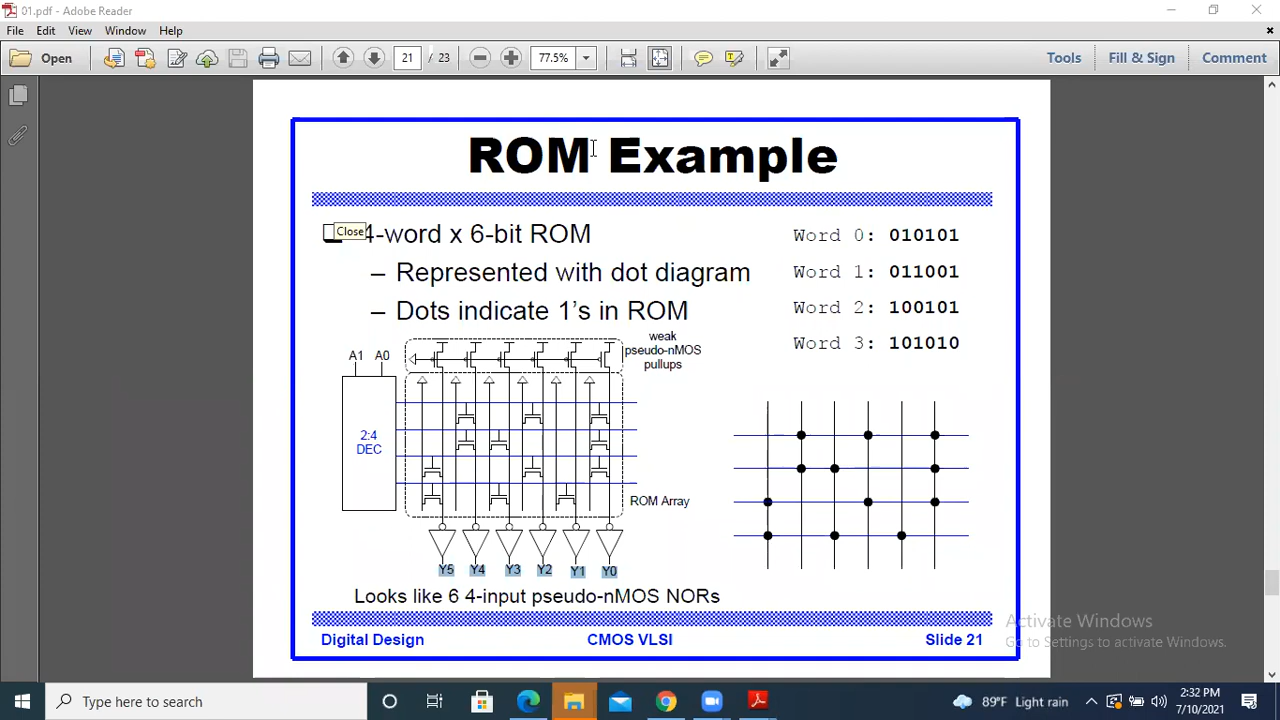 01.pdf - Adobe Reader
File Edit View Window Help
Open 21 / 23 77.5% Tools Fill & Sign Comment
ROM Example
Close 4-word x 6-bit ROM
– Represented with dot diagram
– Dots indicate 1's in ROM
Word 0: 010101
Word 1: 011001
Word 2: 100101
Word 3: 101010
weak
pseudo-nMOS
pullups
A1 A0
2:4
DEC
ROM Array
Y5 Y4 Y3 Y2 Y1 Y0
Looks like 6 4-input pseudo-nMOS NORs
Digital Design CMOS VLSI Slide 21
Activate Windows
Go to Settings to activate Windows.
Type here to search
89°F Light rain
2:32 PM
7/10/2021